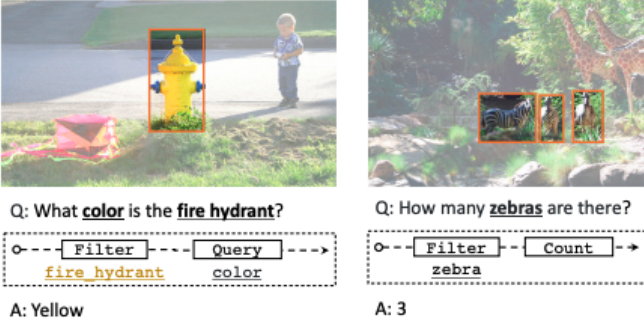 Q: What color is the fire hydrant?
Filter
Query
fire_hydrant
color
A: Yellow
Q: How many zebras are there?
Filter
Count
zebra
A: 3